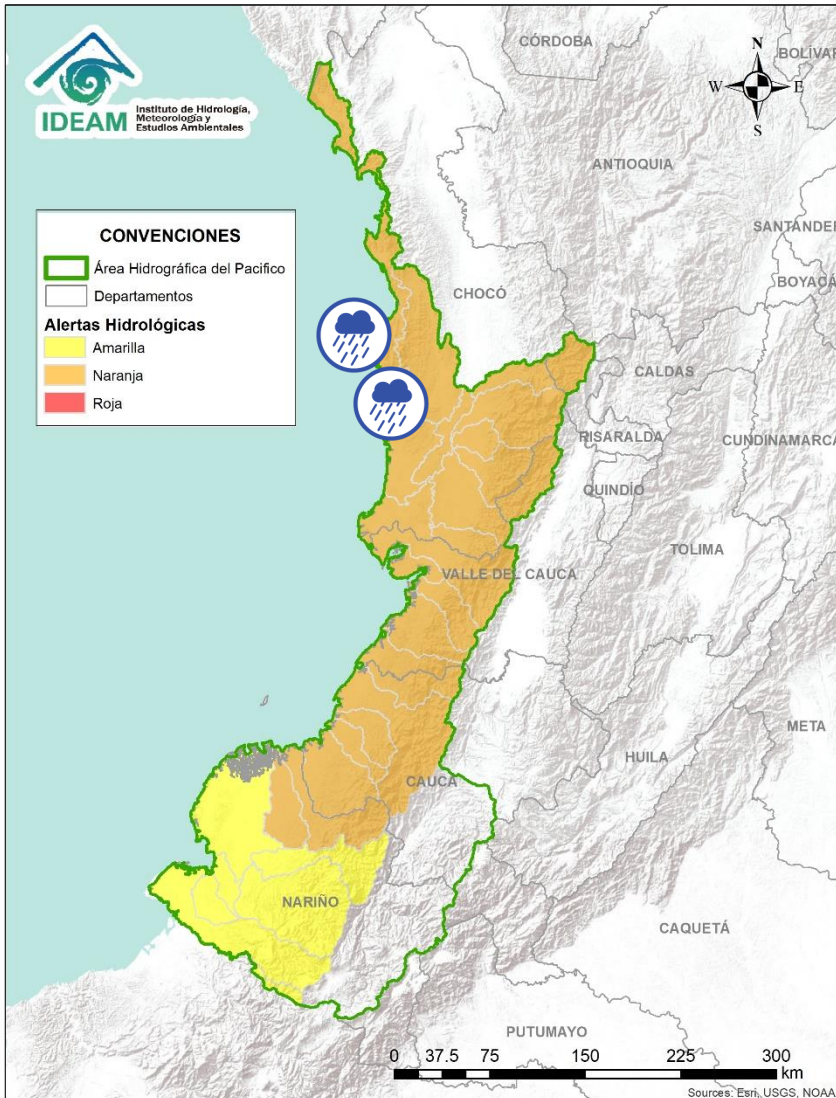 IDEAM
Instituto de Hidrología,
Meteorología y
Estudios Ambientales
N
W E
S
CONVENCIONES
Área Hidrográfica del Pacifico
Departamentos
Alertas Hidrológicas
Amarilla
Naranja
Roja
CÓRDOBA
BOLÍVAR
ANTIOQUIA
SANTANDER
BOYACÁ
CHOCÓ
CALDAS
RISARALDA
CUNDINAMARCA
QUINDÍO
TOLIMA
VALLE DEL CAUCA
META
HUILA
CAUCA
NARIÑO
CAQUETÁ
PUTUMAYO
0 37.5 75 150 225 300
km
Sources: Esri, USGS, NOAA